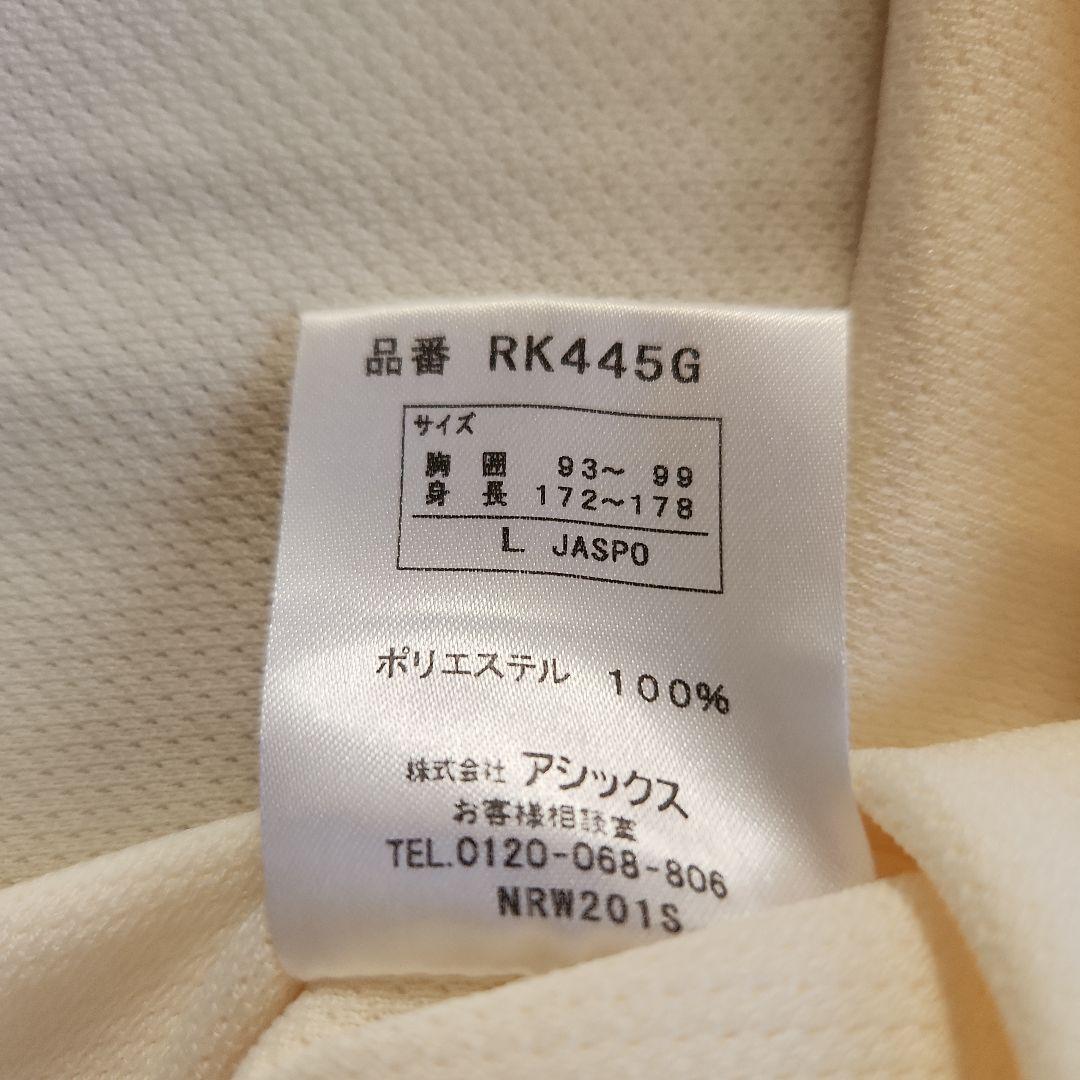 品番 RK445G
サイズ
胸囲 93～ 99
身長 172～178
L JASPO
ポリエステル 100%
株式会社 アシックス
お客様相談室
TEL.0120-068-806
NRW201S